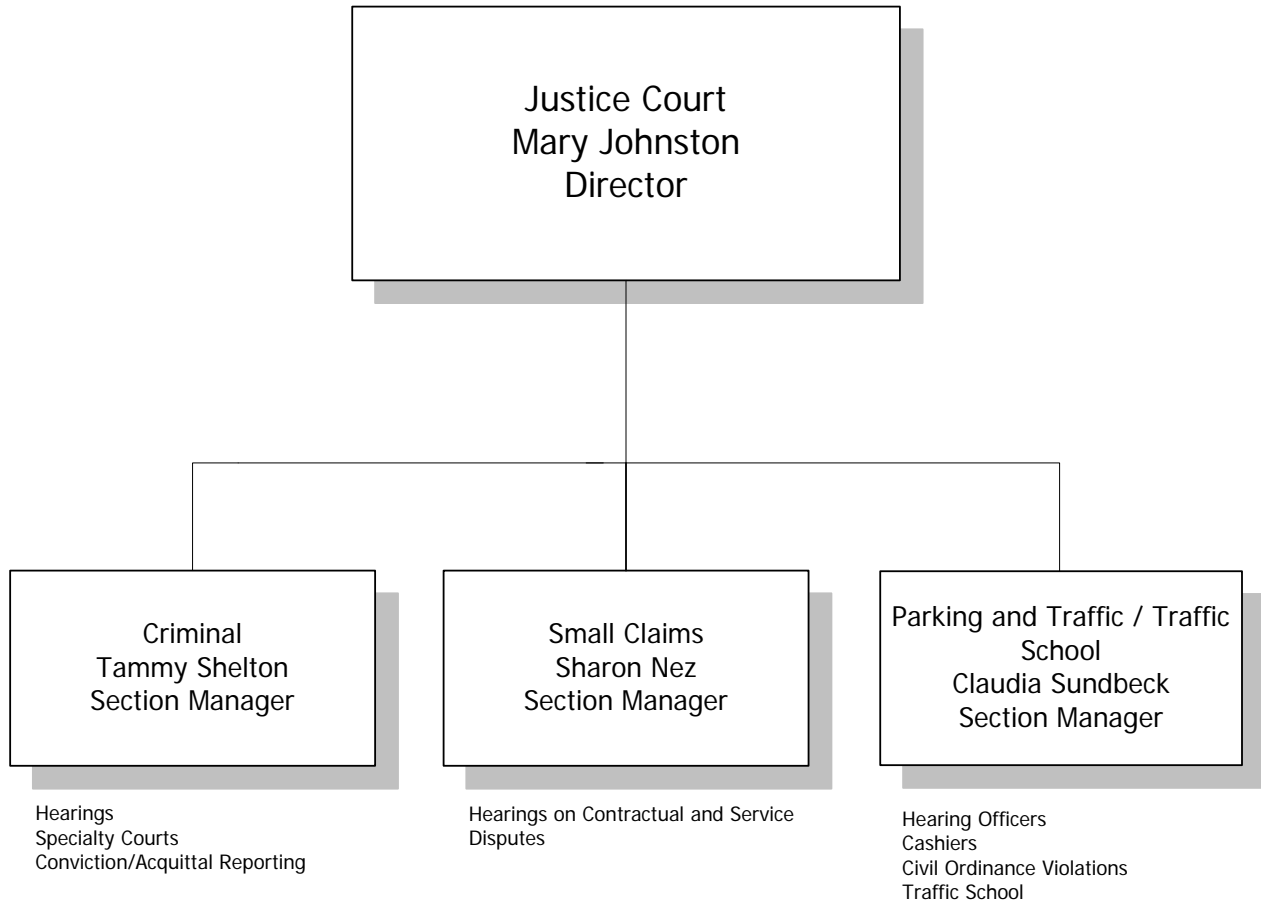 Justice Court
Mary Johnston
Director
Criminal
Tammy Shelton
Section Manager
Small Claims
Sharon Nez
Section Manager
Parking and Traffic / Traffic
School
Claudia Sundbeck
Section Manager
Hearings
Specialty Courts
Conviction/Acquittal Reporting
Hearings on Contractual and Service
Disputes
Hearing Officers
Cashiers
Civil Ordinance Violations
Traffic School